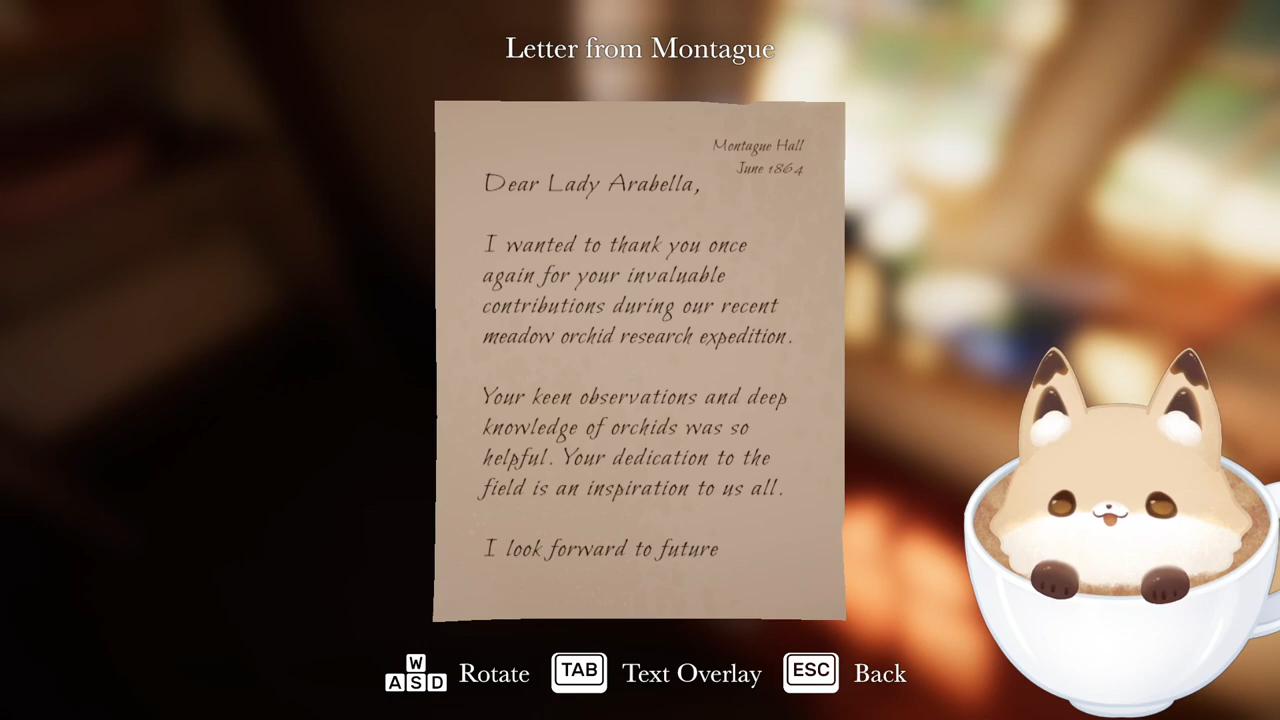 Letter from Montague
Montague Hall
June 1864
Dear Lady Arabella,
I wanted to thank you once
again for your invaluable
contributions during our recent
meadow orchid research expedition.
Your keen observations and deep
knowledge of orchids was so
helpful. Your dedication to the
field is an inspiration to us all.
I look forward to future
W
A S D Rotate TAB Text Overlay ESC Back